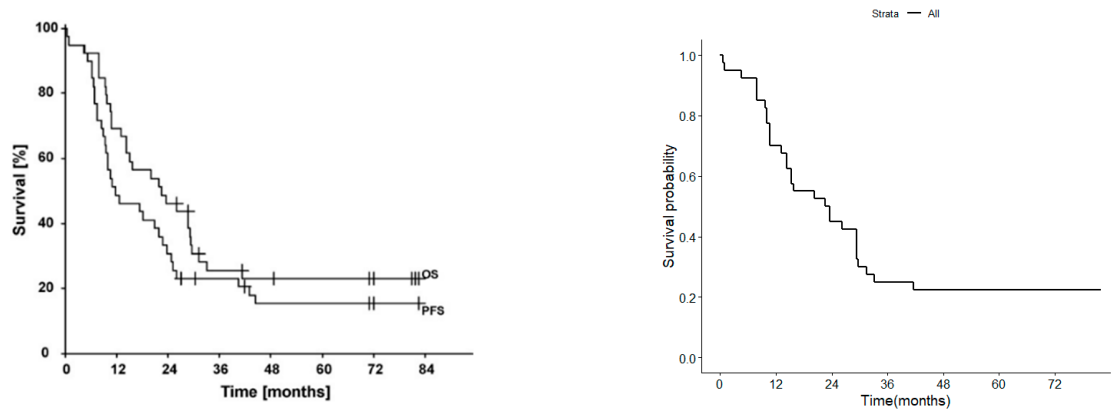 100
80
60
40
20
0
Survival [%]
OS
PFS
0 12 24 36 48 60 72 84
Time [months]
Strata All
1.0
0.8
0.6
0.4
0.2
0.0
Survival probability
0 12 24 36 48 60 72
Time(months)